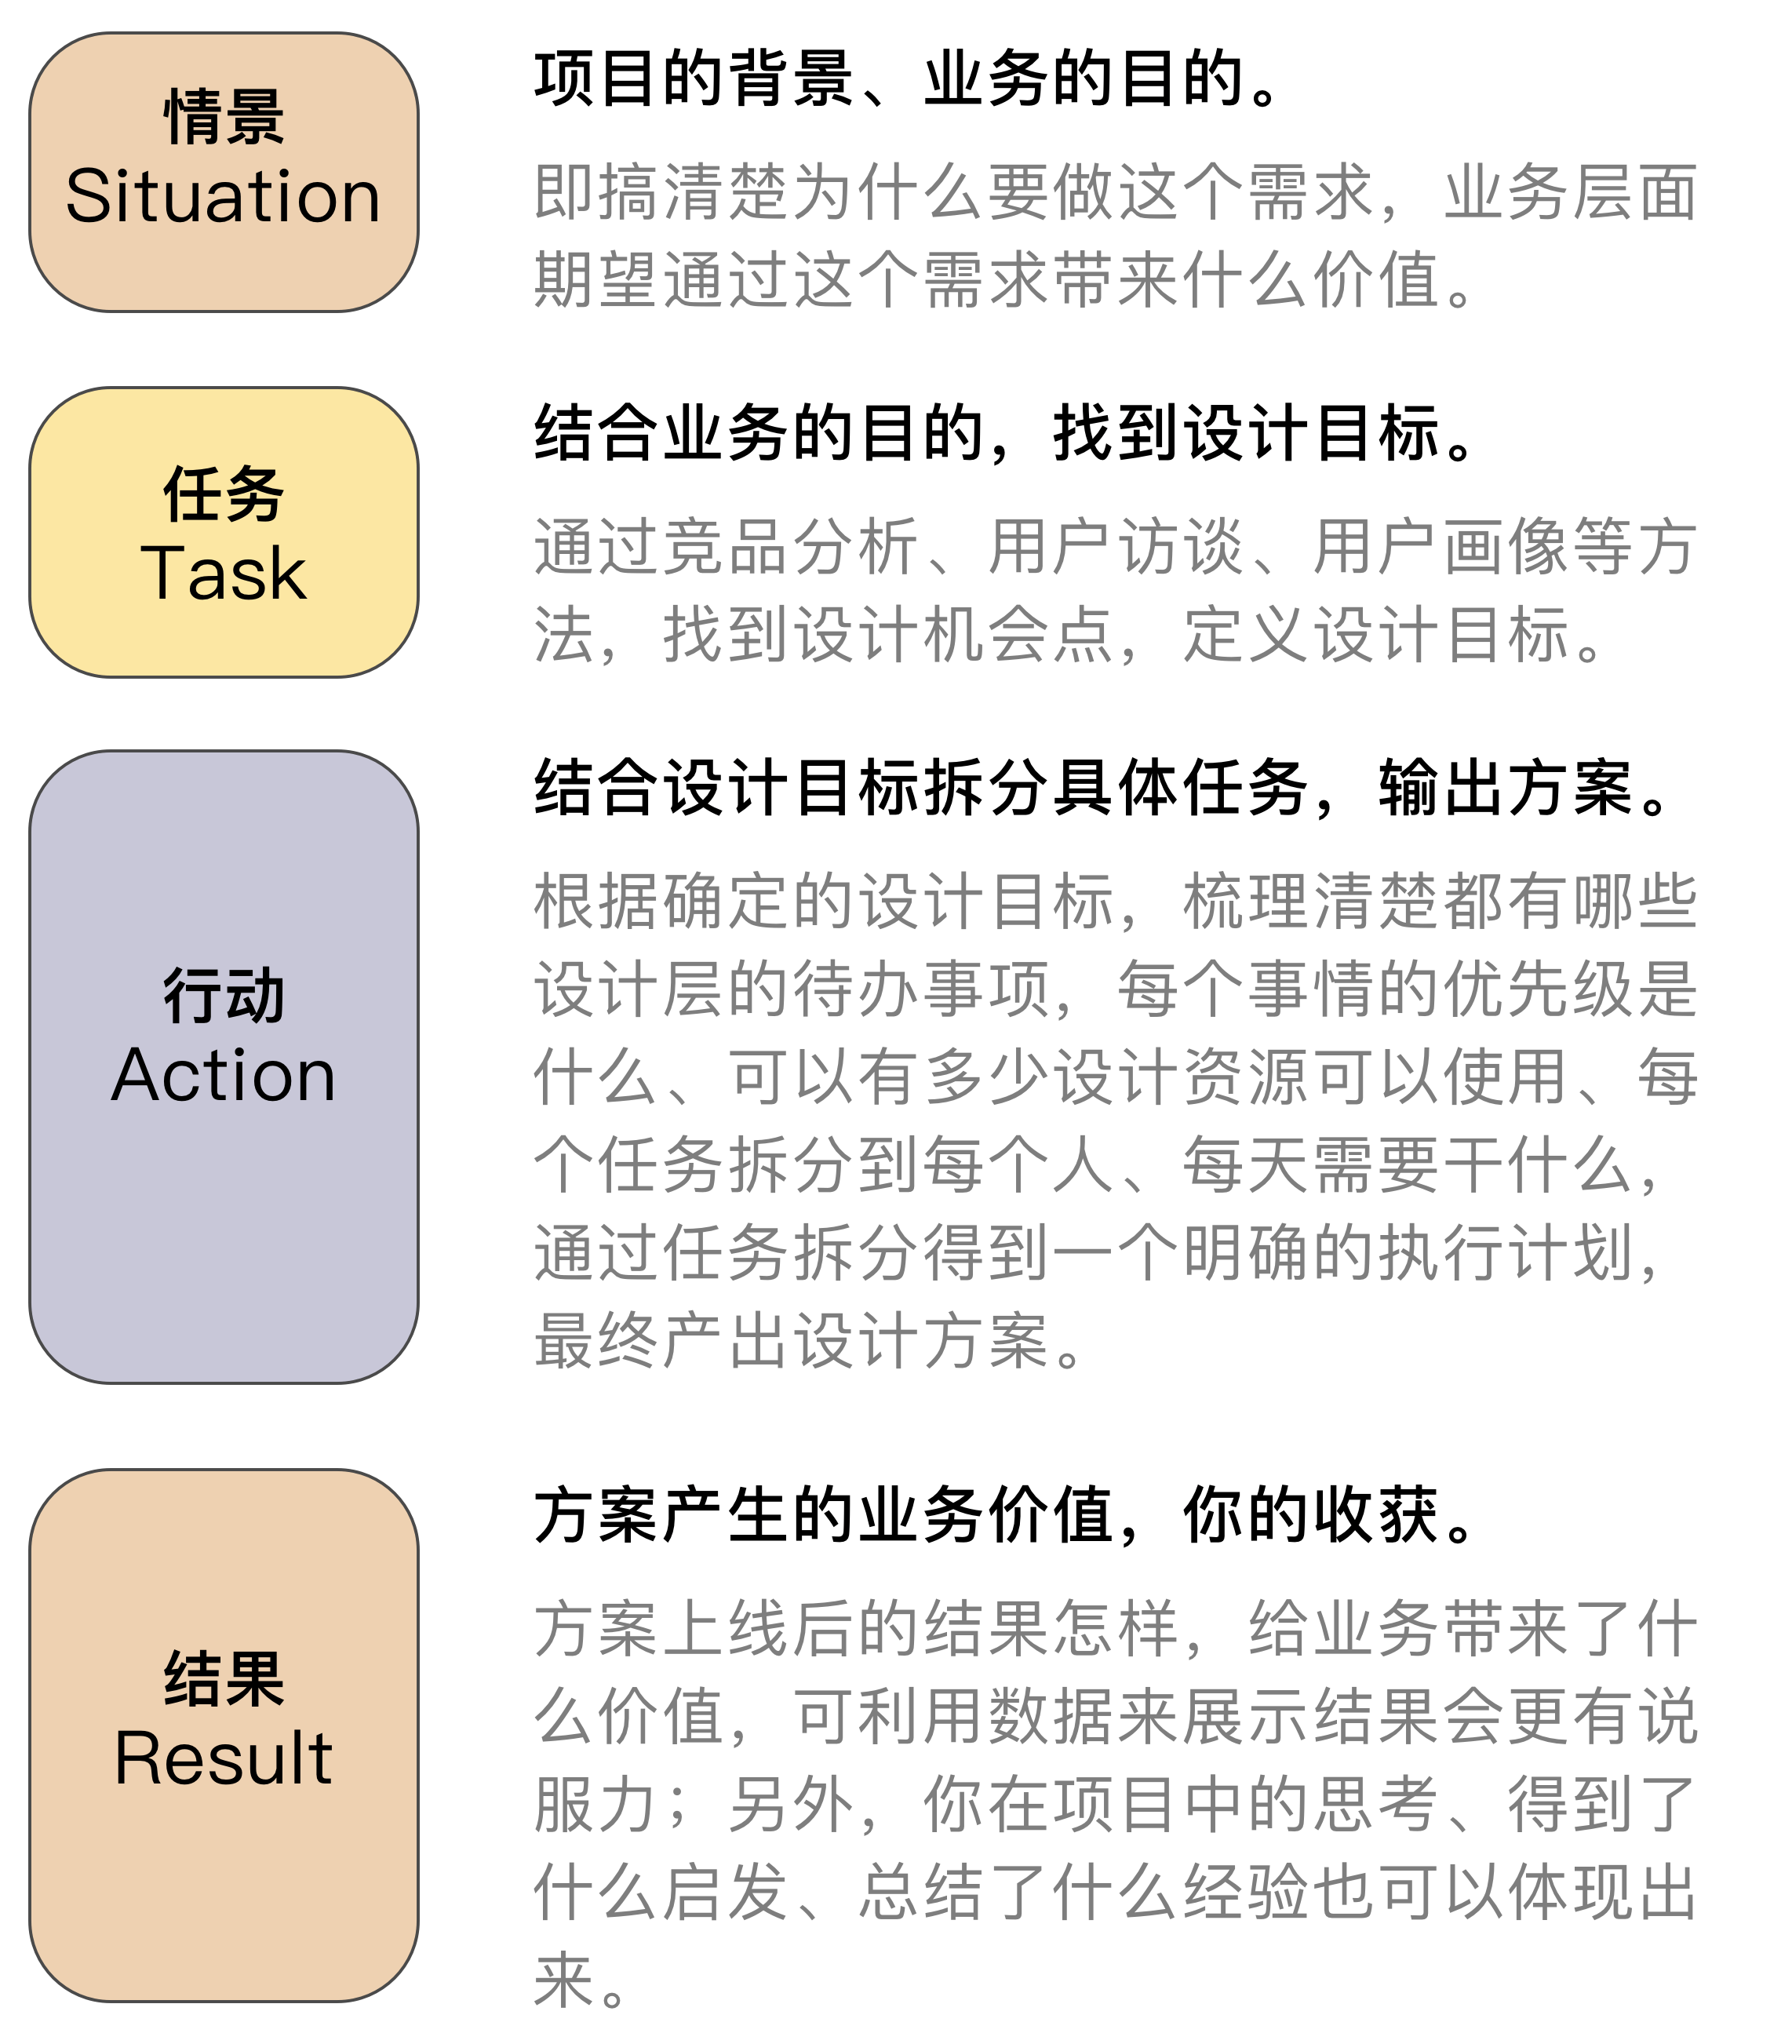 情景
Situation
项目的背景、业务的目的。
即搞清楚为什么要做这个需求，业务层面
期望通过这个需求带来什么价值。
任务
Task
结合业务的目的，找到设计目标。
通过竞品分析、用户访谈、用户画像等方
法，找到设计机会点，定义设计目标。
行动
Action
结合设计目标拆分具体任务，输出方案。
根据确定的设计目标，梳理清楚都有哪些
设计层的待办事项，每个事情的优先级是
什么、可以有多少设计资源可以使用、每
个任务拆分到每个人、每天需要干什么，
通过任务拆分得到一个明确的执行计划，
最终产出设计方案。
结果
Result
方案产生的业务价值，你的收获。
方案上线后的结果怎样，给业务带来了什
么价值，可利用数据来展示结果会更有说
服力；另外，你在项目中的思考、得到了
什么启发、总结了什么经验也可以体现出
来。